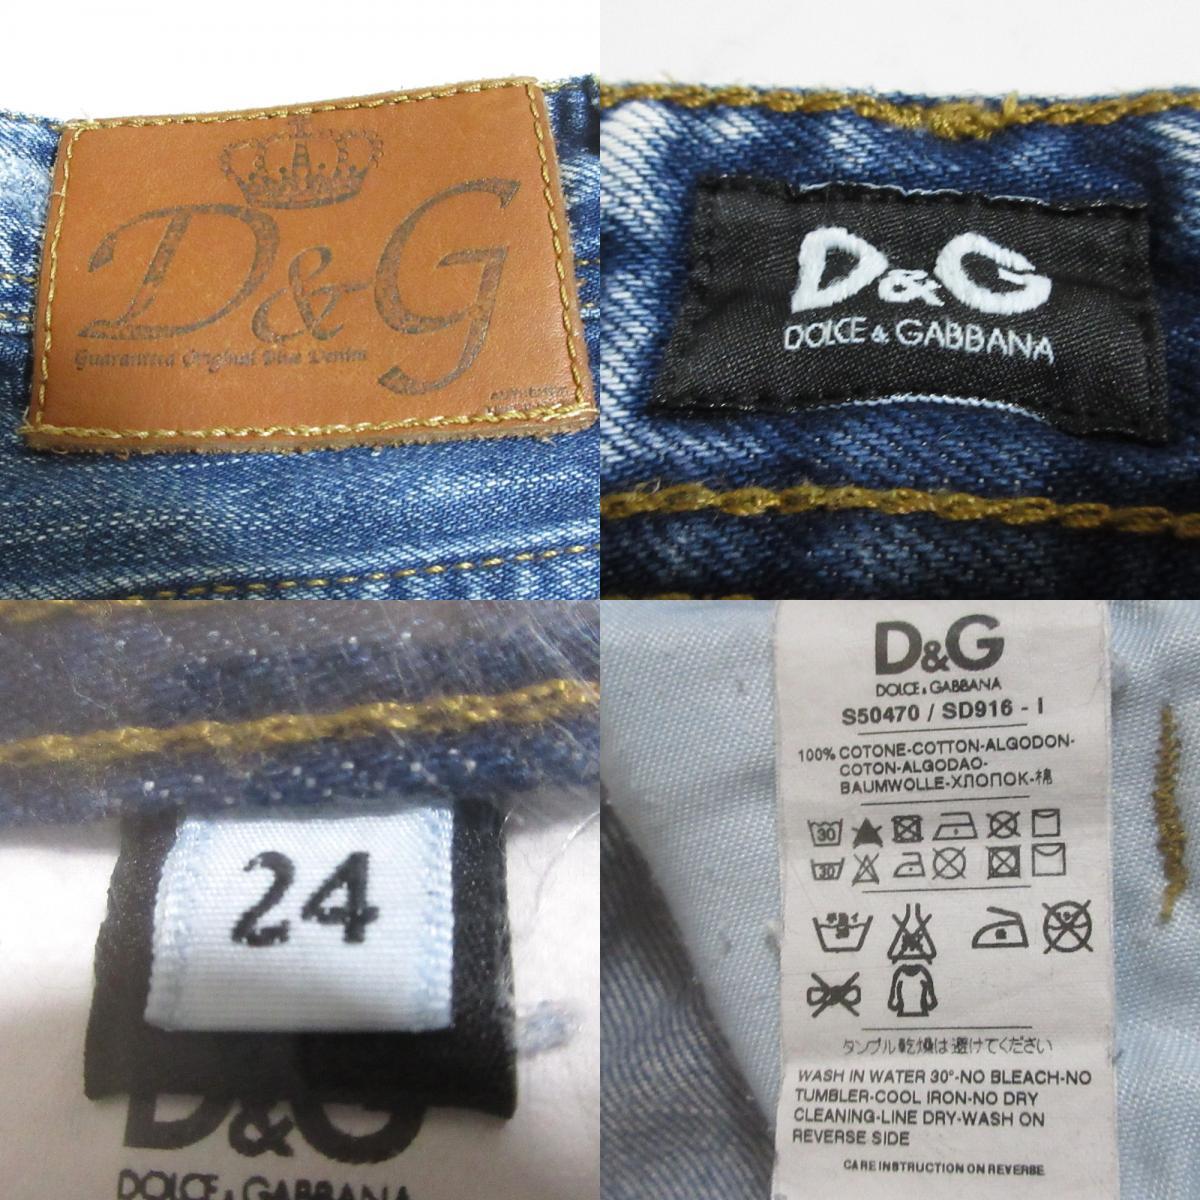 D&G
Guaranteed Original Blue Denim
D&G
DOLCE & GABBANA
24
D&G
DOLCE & GABBANA
D&G
DOLCE & GABBANA
S50470 / SD916 - I
100% COTONE-COTTON-ALGODON-
COTON-ALGODAO-
BAUMWOLLE-ХЛОПОК-棉
30
30
タンブル乾燥は避けてください
WASH IN WATER 30°-NO BLEACH-NO
TUMBLER-COOL IRON-NO DRY
CLEANING-LINE DRY-WASH ON
REVERSE SIDE
CARE INSTRUCTION ON REVERSE